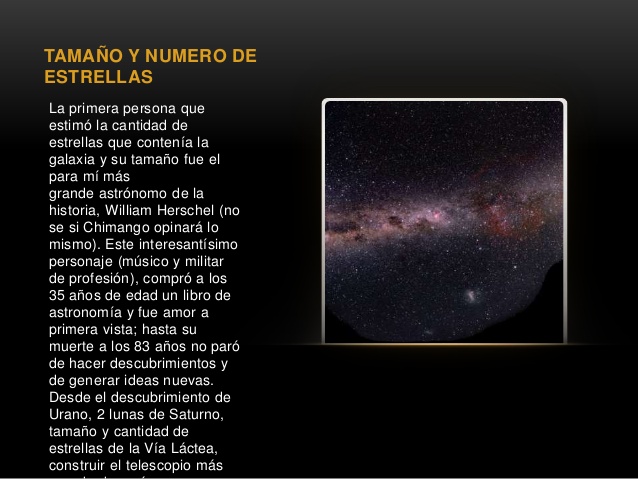 TAMAÑO Y NUMERO DE
ESTRELLAS
La primera persona que
estimó la cantidad de
estrellas que contenía la
galaxia y su tamaño fue el
para mí más
grande astrónomo de la
historia, William Herschel (no
se si Chimango opinará lo
mismo). Este interesantísimo
personaje (músico y militar
de profesión), compró a los
35 años de edad un libro de
astronomía y fue amor a
primera vista; hasta su
muerte a los 83 años no paró
de hacer descubrimientos y
de generar ideas nuevas.
Desde el descubrimiento de
Urano, 2 lunas de Saturno,
tamaño y cantidad de
estrellas de la Vía Láctea,
construir el telescopio más